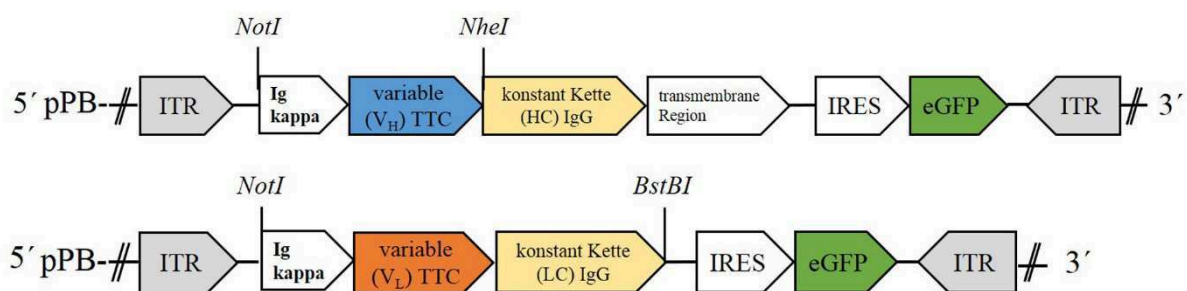 NotI NheI
5´ pPB- ITR Ig variable konstant Kette transmembrane IRES eGFP ITR 3´
kappa (VH) TTC (HC) IgG Region
NotI BstBI
5´ pPB- ITR Ig variable konstant Kette IRES eGFP ITR 3´
kappa (VL) TTC (LC) IgG